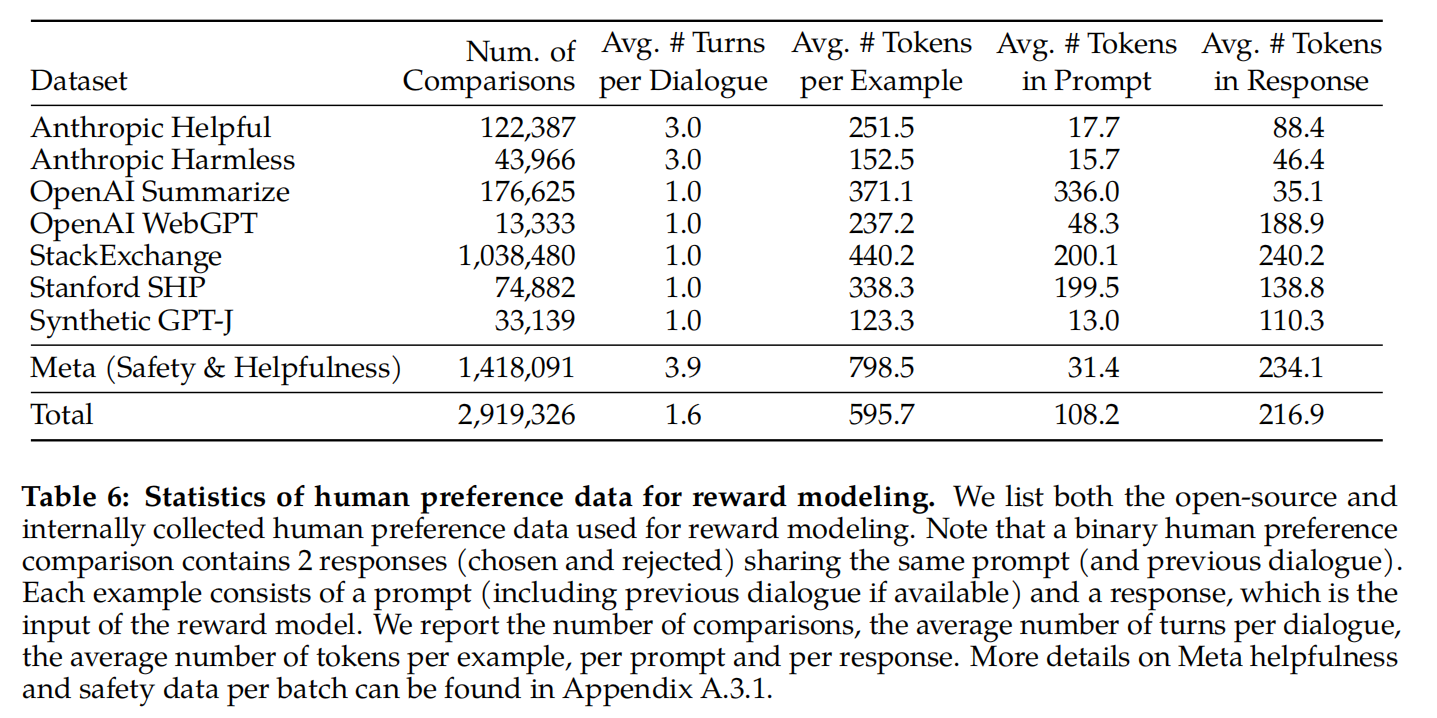 Dataset Num. of Comparisons Avg. # Turns per Dialogue Avg. # Tokens per Example Avg. # Tokens in Prompt Avg. # Tokens in Response
Anthropic Helpful 122,387 3.0 251.5 17.7 88.4
Anthropic Harmless 43,966 3.0 152.5 15.7 46.4
OpenAI Summarize 176,625 1.0 371.1 336.0 35.1
OpenAI WebGPT 13,333 1.0 237.2 48.3 188.9
StackExchange 1,038,480 1.0 440.2 200.1 240.2
Stanford SHP 74,882 1.0 338.3 199.5 138.8
Synthetic GPT-J 33,139 1.0 123.3 13.0 110.3
Meta (Safety & Helpfulness) 1,418,091 3.9 798.5 31.4 234.1
Total 2,919,326 1.6 595.7 108.2 216.9
Table 6: Statistics of human preference data for reward modeling. We list both the open-source and
internally collected human preference data used for reward modeling. Note that a binary human preference
comparison contains 2 responses (chosen and rejected) sharing the same prompt (and previous dialogue).
Each example consists of a prompt (including previous dialogue if available) and a response, which is the
input of the reward model. We report the number of comparisons, the average number of turns per dialogue,
the average number of tokens per example, per prompt and per response. More details on Meta helpfulness
and safety data per batch can be found in Appendix A.3.1.